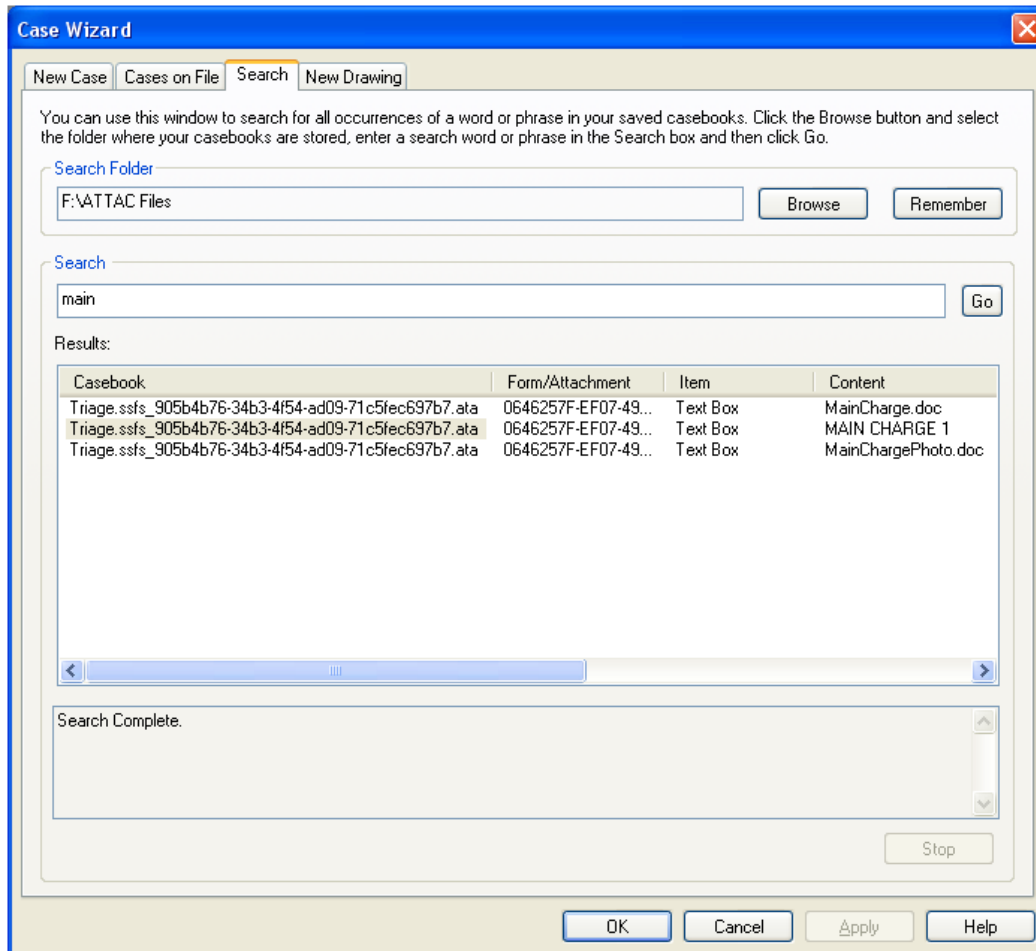 Case Wizard
New Case Cases on File Search New Drawing
You can use this window to search for all occurrences of a word or phrase in your saved casebooks. Click the Browse button and select
the folder where your casebooks are stored, enter a search word or phrase in the Search box and then click Go.
Search Folder
F:\ATTAC Files Browse Remember
Search
main Go
Results:
Casebook Form/Attachment Item Content
Triage.ssfs_905b4b76-34b3-4f54-ad09-71c5fec697b7.ata 0646257F-EF07-49... Text Box MainCharge.doc
Triage.ssfs_905b4b76-34b3-4f54-ad09-71c5fec697b7.ata 0646257F-EF07-49... Text Box MAIN CHARGE 1
Triage.ssfs_905b4b76-34b3-4f54-ad09-71c5fec697b7.ata 0646257F-EF07-49... Text Box MainChargePhoto.doc
Search Complete.
Stop
OK Cancel Apply Help